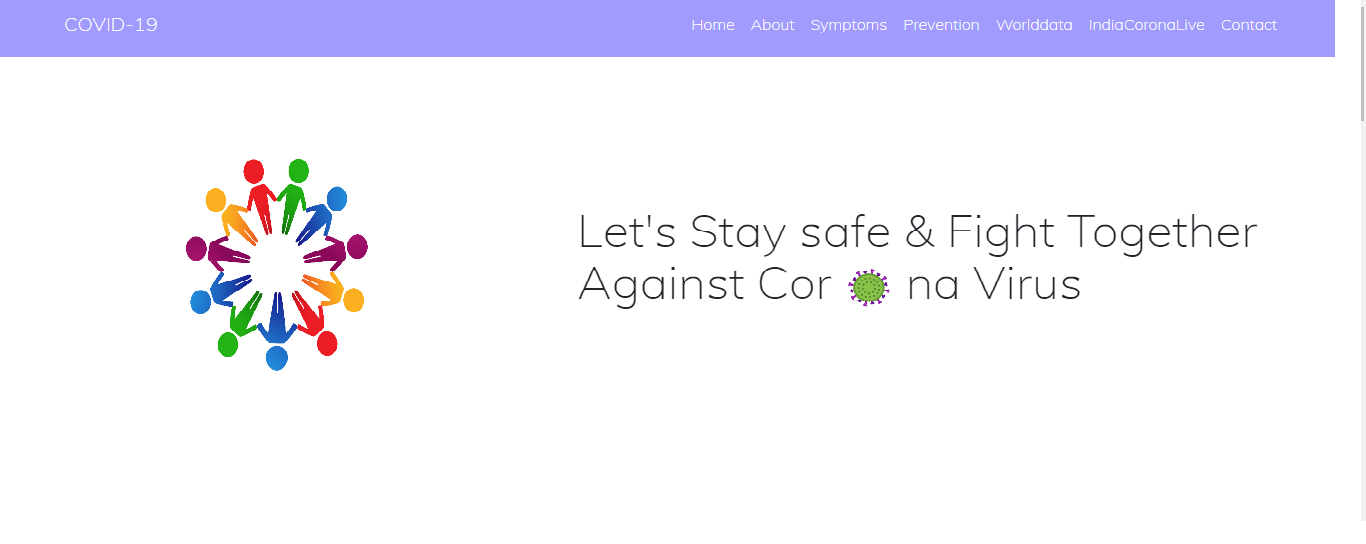 COVID-19 Home About Symptoms Prevention Worlddata IndiaCoronaLive Contact
Let's Stay safe & Fight Together
Against Cor na Virus